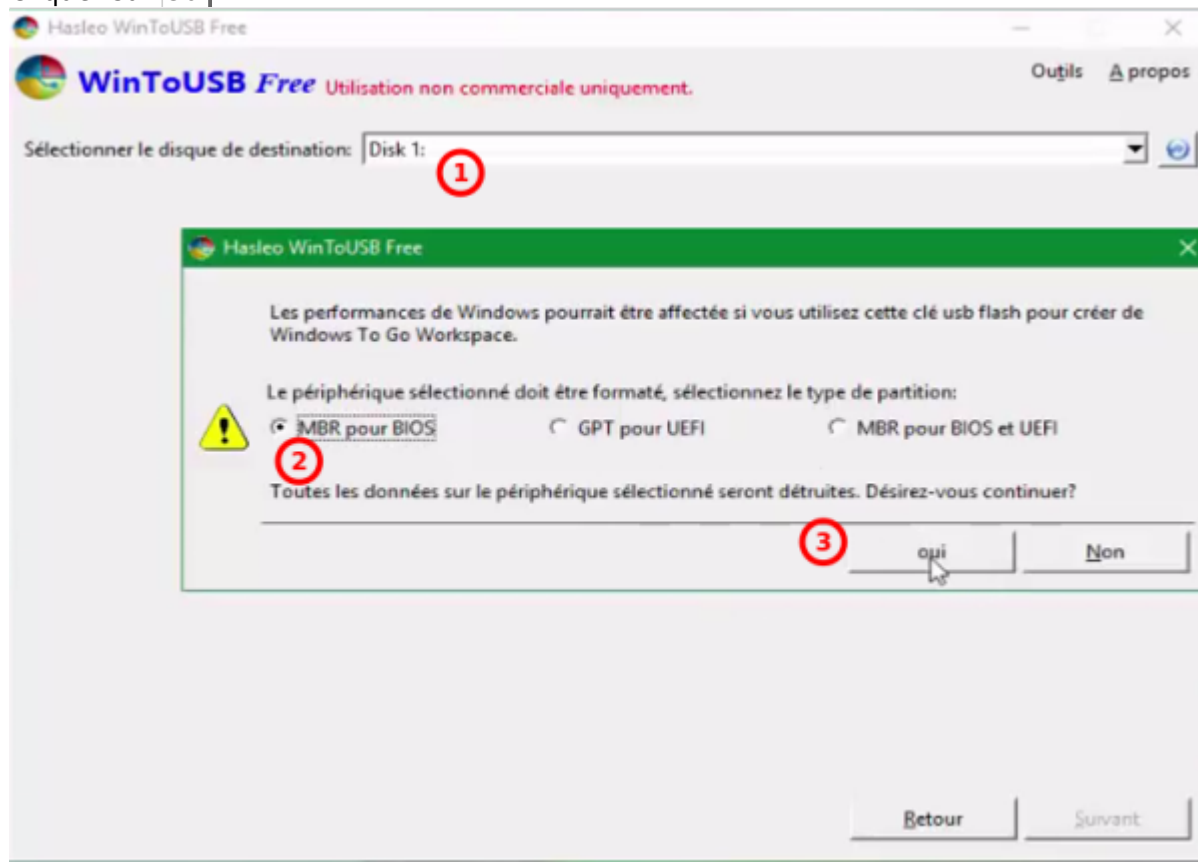 Hasleo WinToUSB Free
WinToUSB Free Utilisation non commerciale uniquement.
Outils A propos
Sélectionner le disque de destination: Disk 1:
1
Hasleo WinToUSB Free
Les performances de Windows pourrait être affectée si vous utilisez cette clé usb flash pour créer de
Windows To Go Workspace.
Le périphérique sélectionné doit être formaté, sélectionnez le type de partition:
MBR pour BIOS GPT pour UEFI MBR pour BIOS et UEFI
2
Toutes les données sur le périphérique sélectionné seront détruites. Désirez-vous continuer?
3
oui Non
Retour Suivant